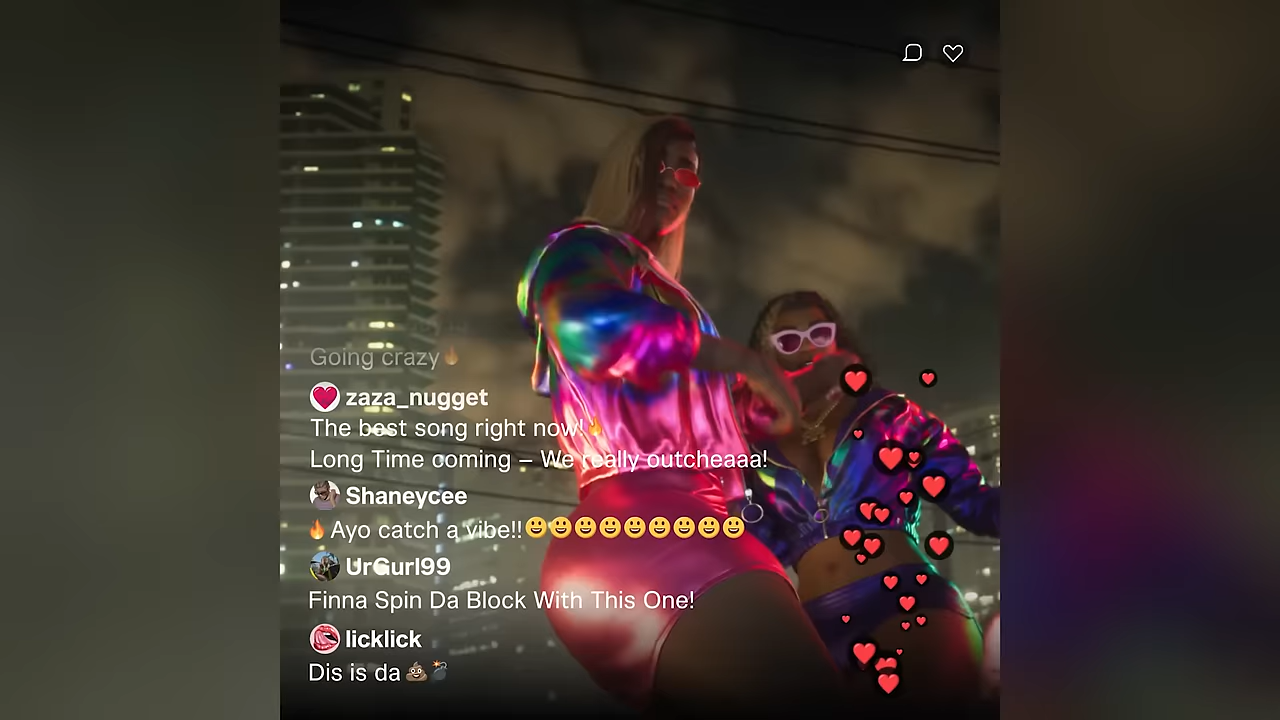 Going crazy🔥
zaza_nugget
The best song right now!🔥
Long Time coming – We really outcheaaa!
Shaneycee
🔥Ayo catch a vibe!!😀😀😀😀😀😀😀😀😀
UrGurl99
Finna Spin Da Block With This One!
licklick
Dis is da💩💣